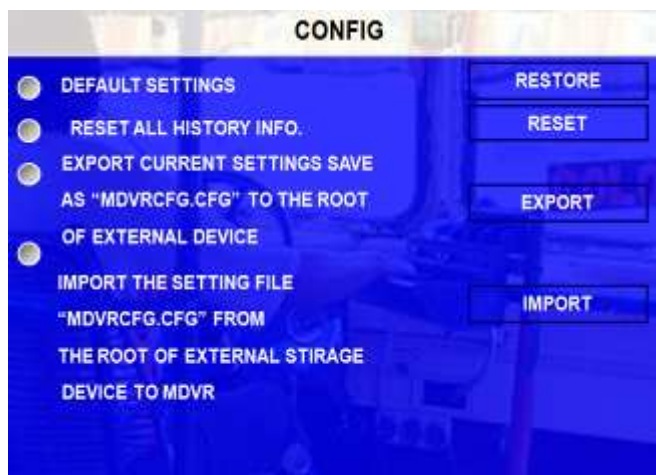 CONFIG
DEFAULT SETTINGS
RESTORE
RESET ALL HISTORY INFO.
RESET
EXPORT CURRENT SETTINGS SAVE
AS “MDVRCFG.CFG” TO THE ROOT
OF EXTERNAL DEVICE
EXPORT
IMPORT THE SETTING FILE
“MDVRCFG.CFG” FROM
THE ROOT OF EXTERNAL STIRAGE
DEVICE TO MDVR
IMPORT